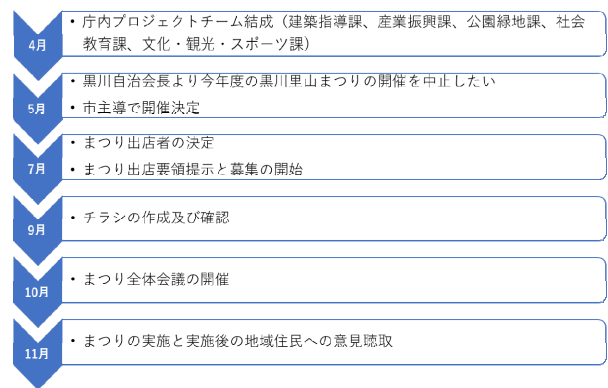 4月
・庁内プロジェクトチーム結成（建築指導課、産業振興課、公園緑地課、社会
教育課、文化・観光・スポーツ課）
5月
・黒川自治会長より今年度の黒川里山まつりの開催を中止したい
・市主導で開催決定
7月
・まつり出店者の決定
・まつり出店要領提示と募集の開始
9月
・チラシの作成及び確認
10月
・まつり全体会議の開催
11月
・まつりの実施と実施後の地域住民への意見聴取